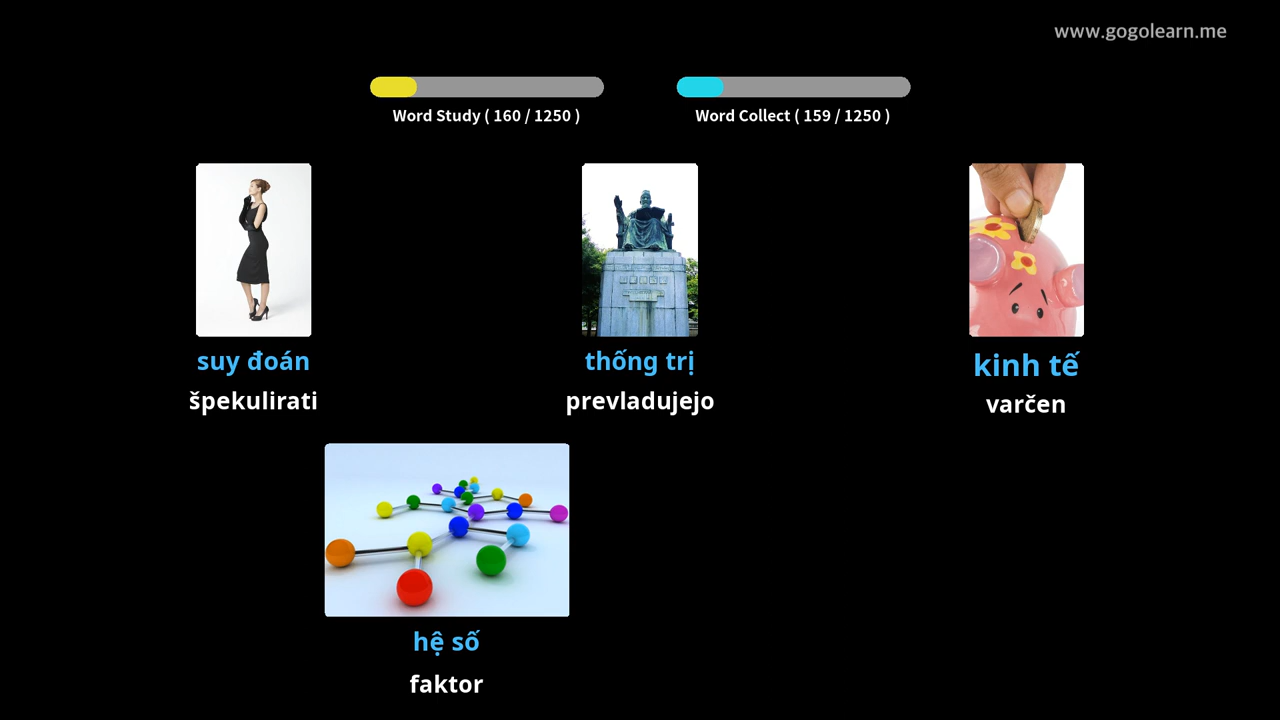 www.gogolearn.me
Word Study ( 160 / 1250 )
Word Collect ( 159 / 1250 )
suy đoán
thống trị
kinh tế
špekulirati
prevladujejo
varčen
hệ số
faktor